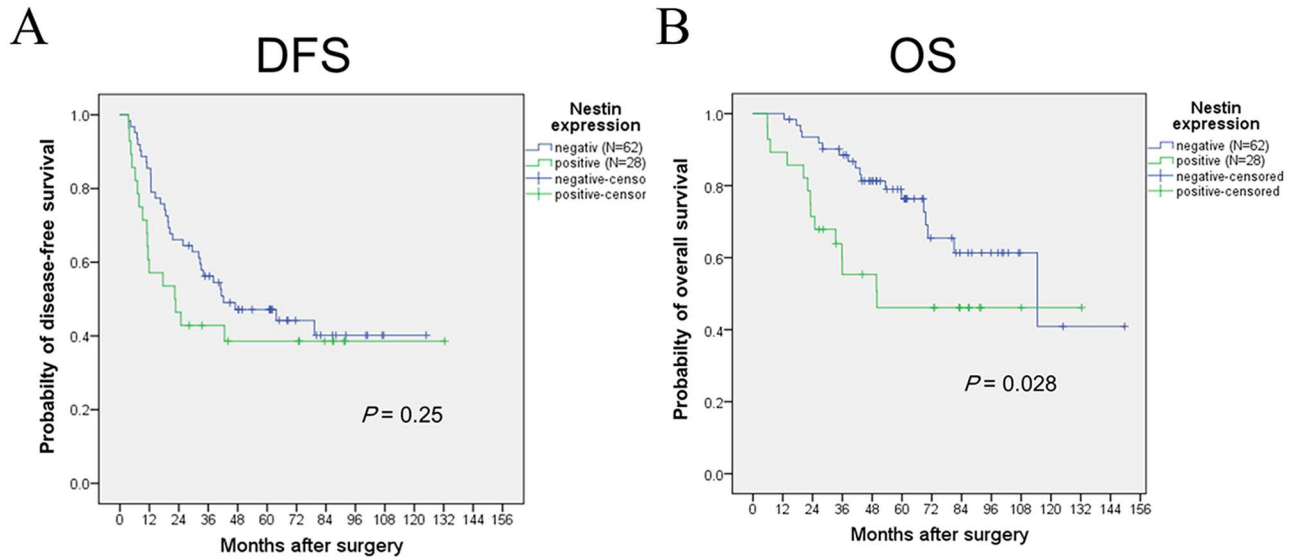 A
DFS
Probabilty of disease-free survival
1.0
0.8
0.6
0.4
0.2
0.0
0 12 24 36 48 60 72 84 96 108 120 132 144 156
Months after surgery
P = 0.25
Nestin
expression
negativ (N=62)
positive (N=28)
negative-censo
positive-censor
B
OS
Probabilty of overall survival
1.0
0.8
0.6
0.4
0.2
0.0
0 12 24 36 48 60 72 84 96 108 120 132 144 156
Months after surgery
P = 0.028
Nestin
expression
negative (N=62)
positive (N=28)
negative-censored
positive-censored